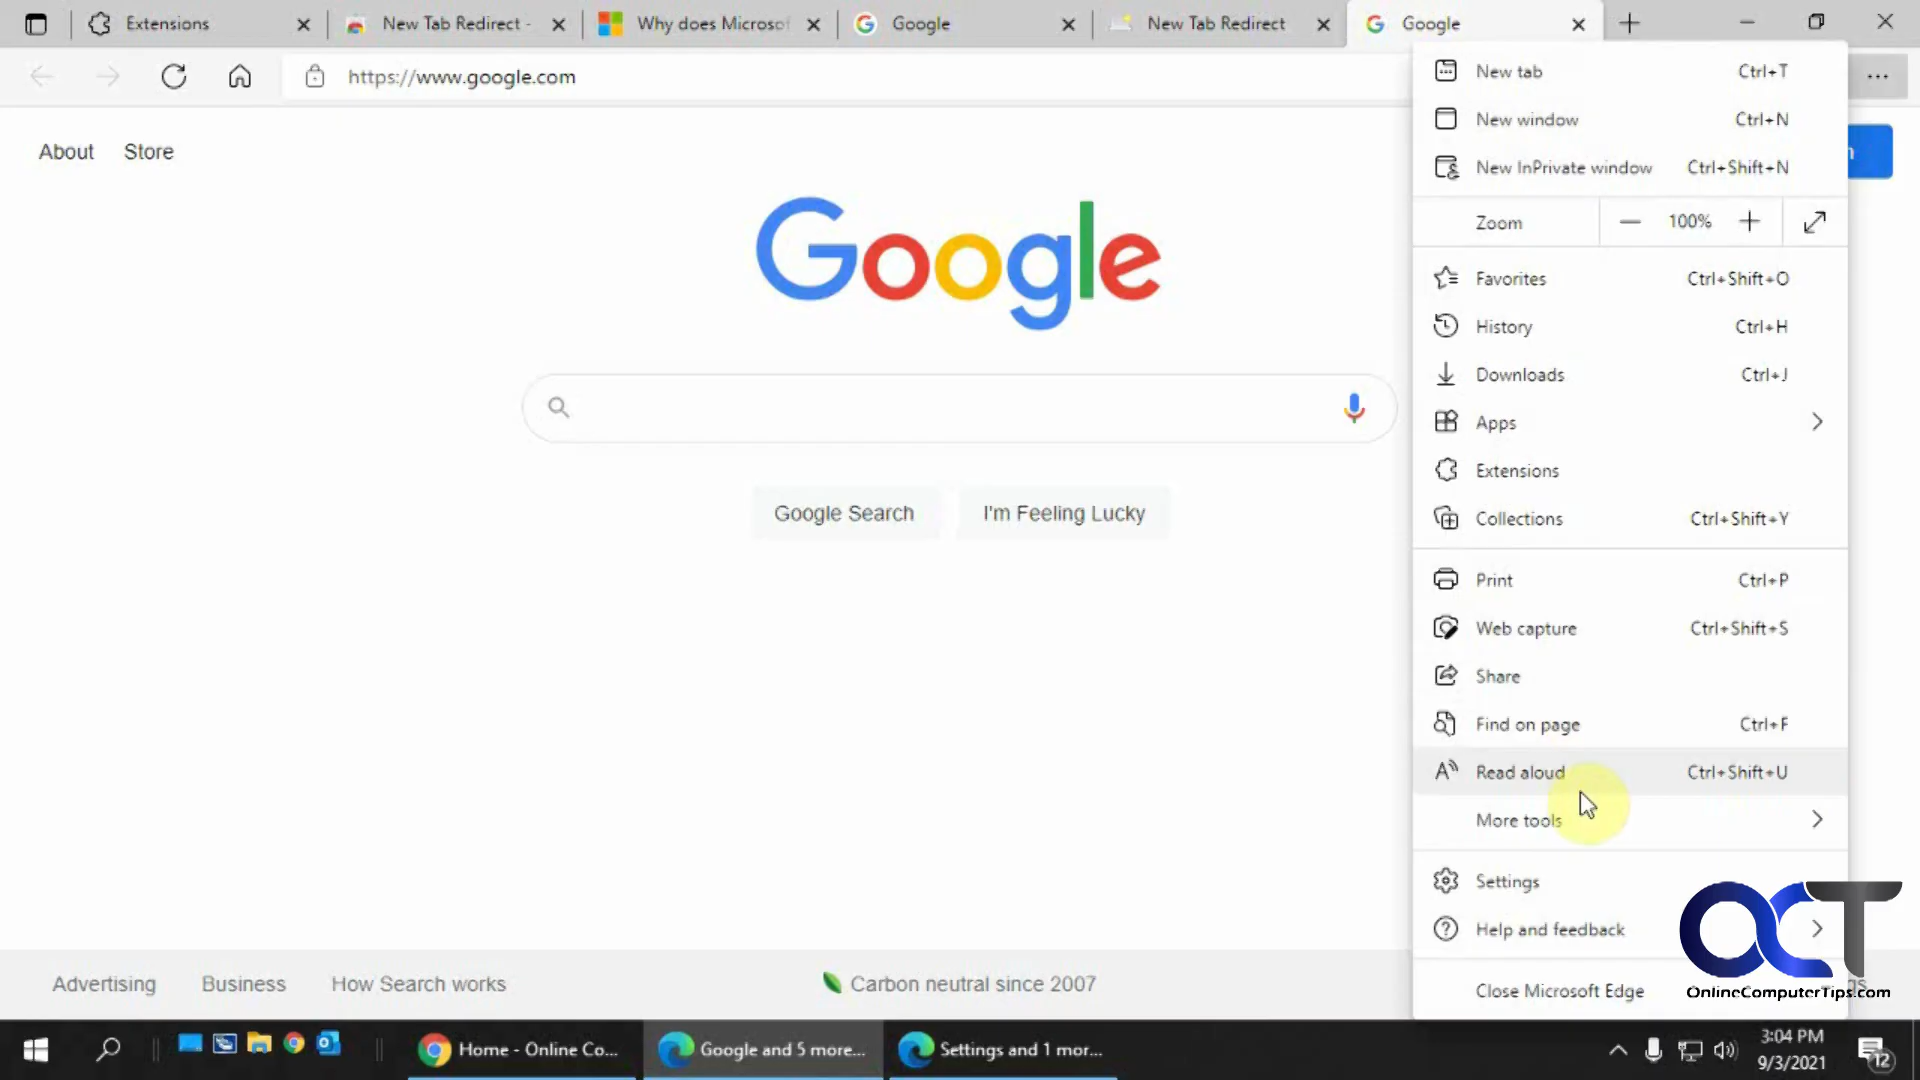 Extensions
New Tab Redirect -
Why does Microsof
Google
New Tab Redirect
Google
https://www.google.com
About
Store
Google
Google Search
I'm Feeling Lucky
New tab Ctrl+T
New window Ctrl+N
New InPrivate window Ctrl+Shift+N
Zoom 100%
Favorites Ctrl+Shift+O
History Ctrl+H
Downloads Ctrl+J
Apps
Extensions
Collections Ctrl+Shift+Y
Print Ctrl+P
Web capture Ctrl+Shift+S
Share
Find on page Ctrl+F
Read aloud Ctrl+Shift+U
More tools
Settings
Help and feedback
Close Microsoft Edge
OCT
OnlineComputerTips.com
Advertising
Business
How Search works
Carbon neutral since 2007
Home - Online Co...
Google and 5 more...
Settings and 1 mor...
3:04 PM
9/3/2021
12